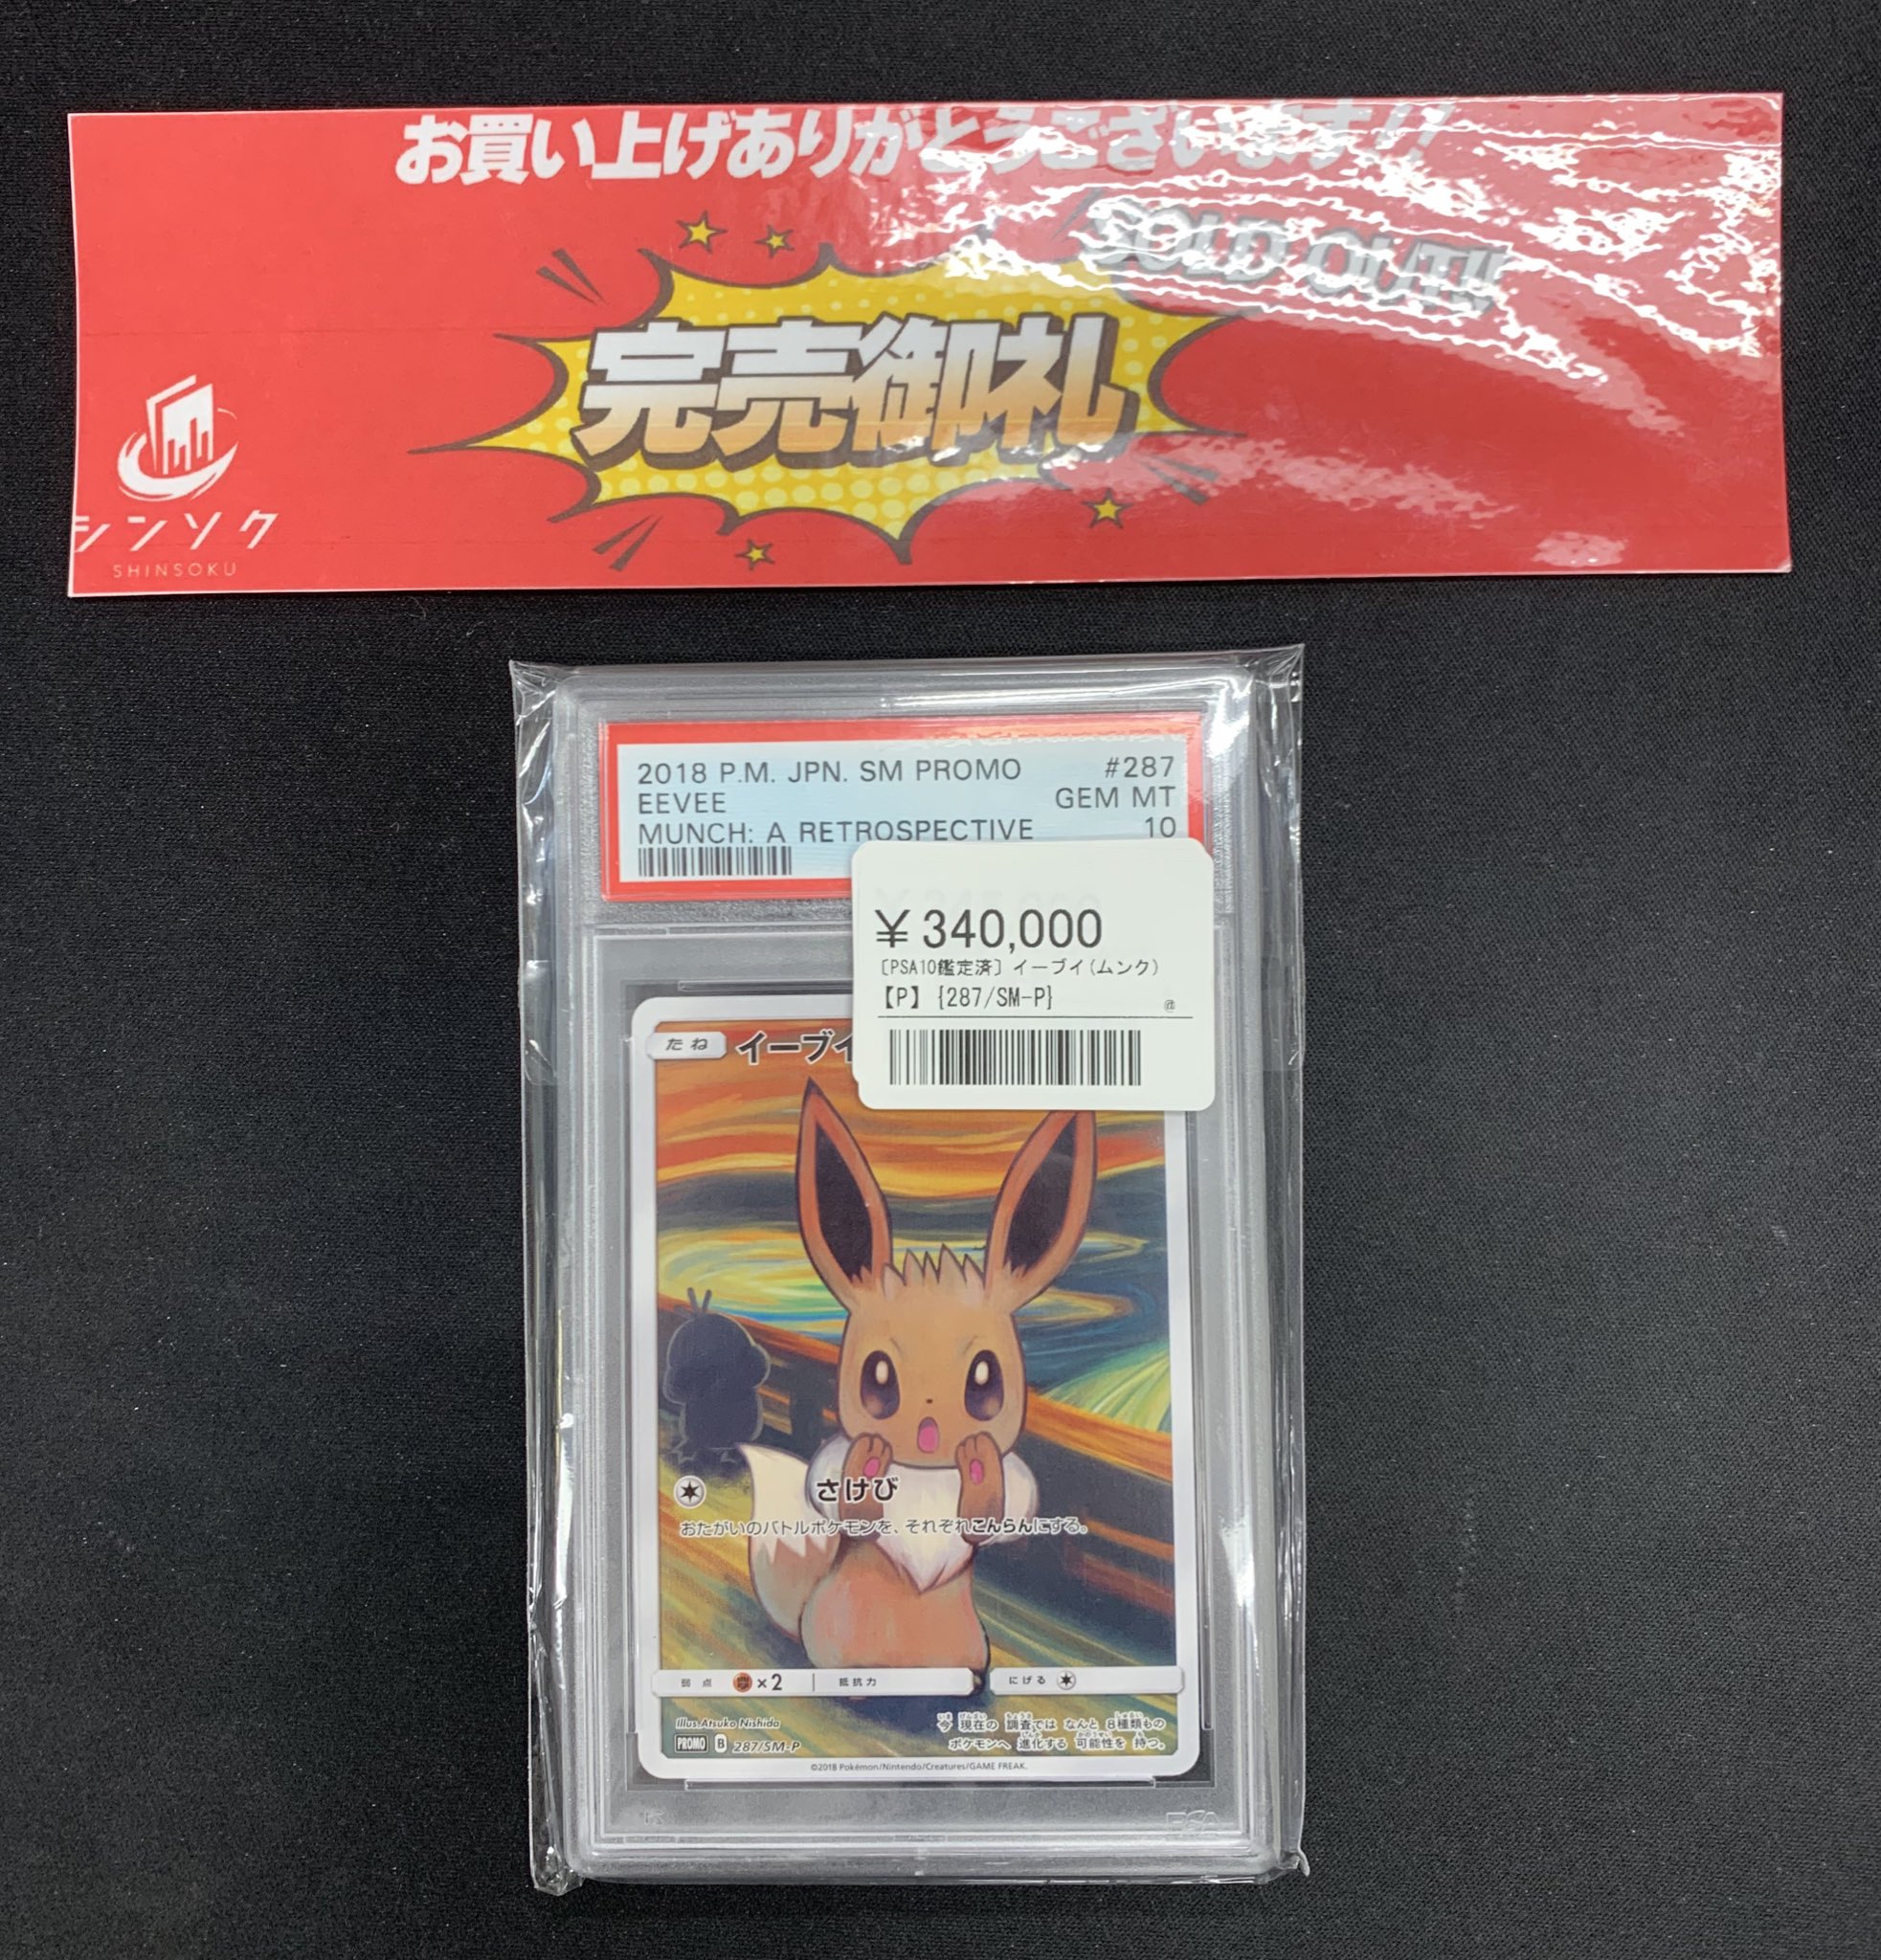 お買い上げありがとうございます!!
SOLD OUT!!
完売御礼
シンソク
SHINSOKU
2018 P.M. JPN. SM PROMO #287
EEVEE GEM MT
MUNCH: A RETROSPECTIVE 10
¥340,000
〔PSA10鑑定済〕イーブイ(ムンク)
【P】{287/SM-P} @
たね イーブイ
さけび
おたがいのバトルポケモンを、それぞれこんらんにする。
弱点 ×2 抵抗力 にげる
Illus.Atsuko Nishida
PROMO B 287/SM-P
今 現在の 調査では なんと 8種類もの
ポケモンへ 進化する 可能性を 持つ。
©2018 Pokémon/Nintendo/Creatures/GAME FREAK.
PSA